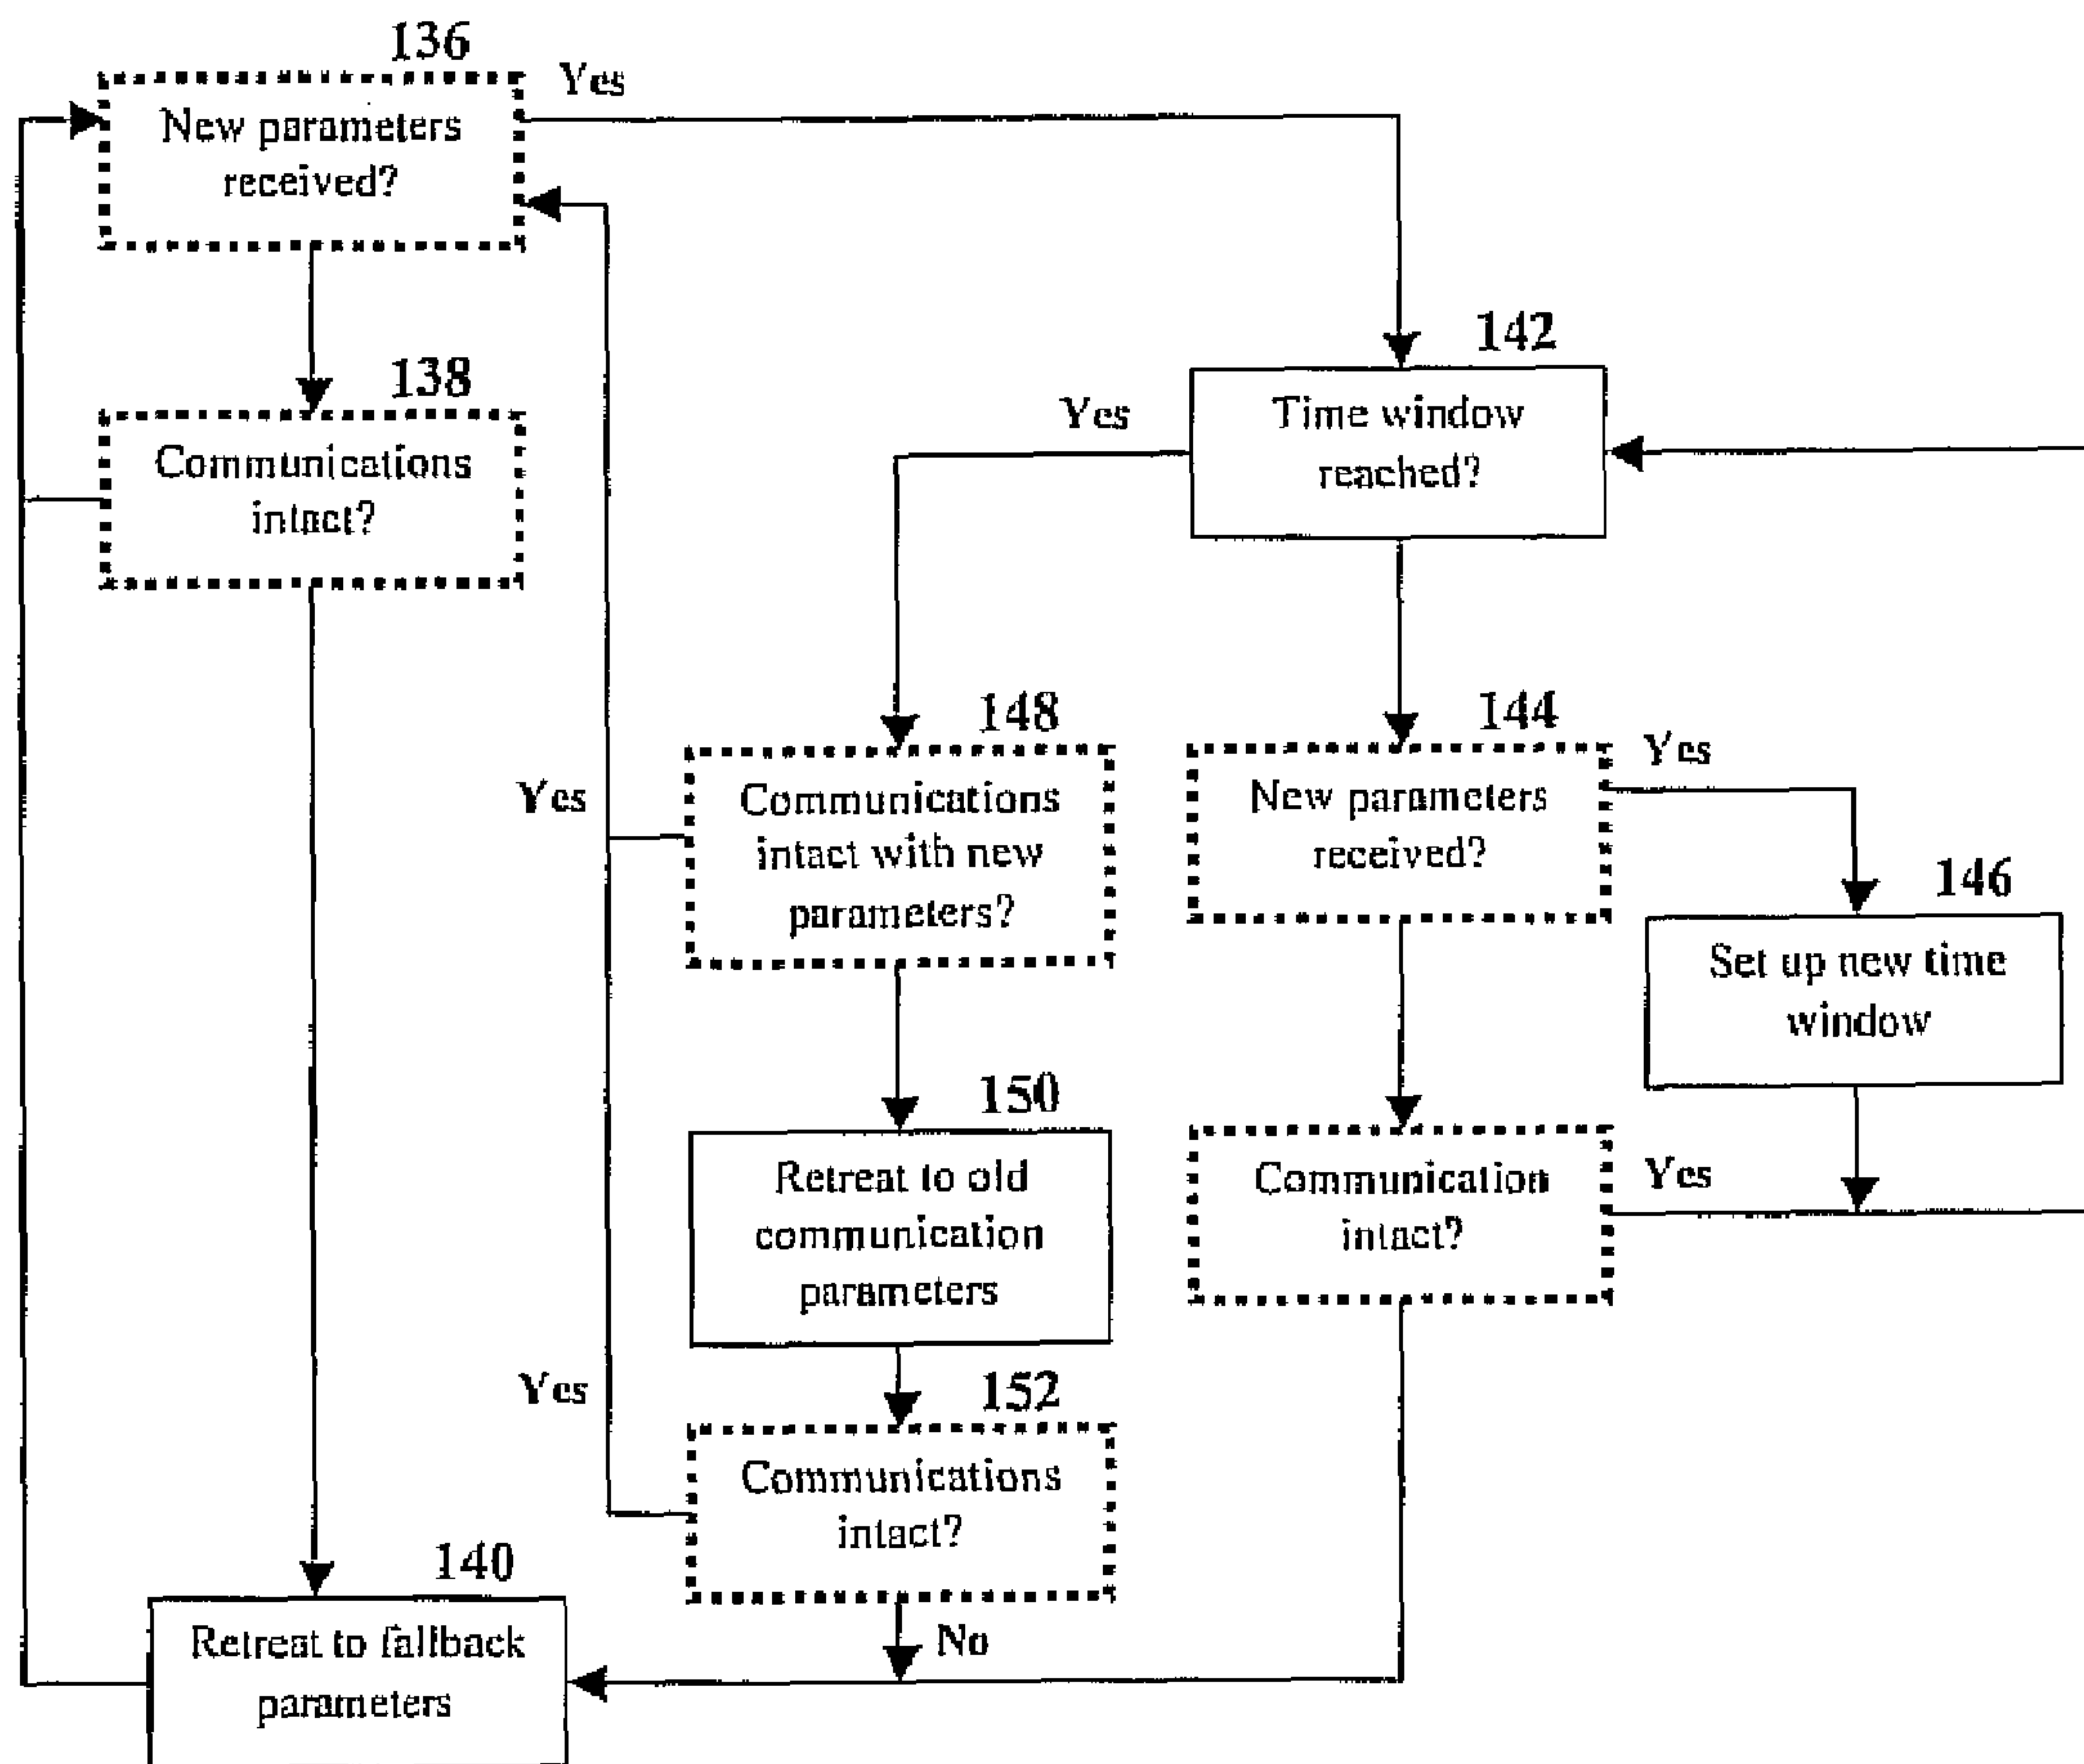 136
Yes
New parameters
received?
138
Communications
intact?
142
Yes
Time window
reached?
148
Yes
Communications
intact with new
parameters?
144
New parameters
received?
Yes
146
Set up new time
window
150
Retreat to old
communication
parameters
Communication
intact?
Yes
Yes
152
Communications
intact?
No
140
Retreat to fallback
parameters